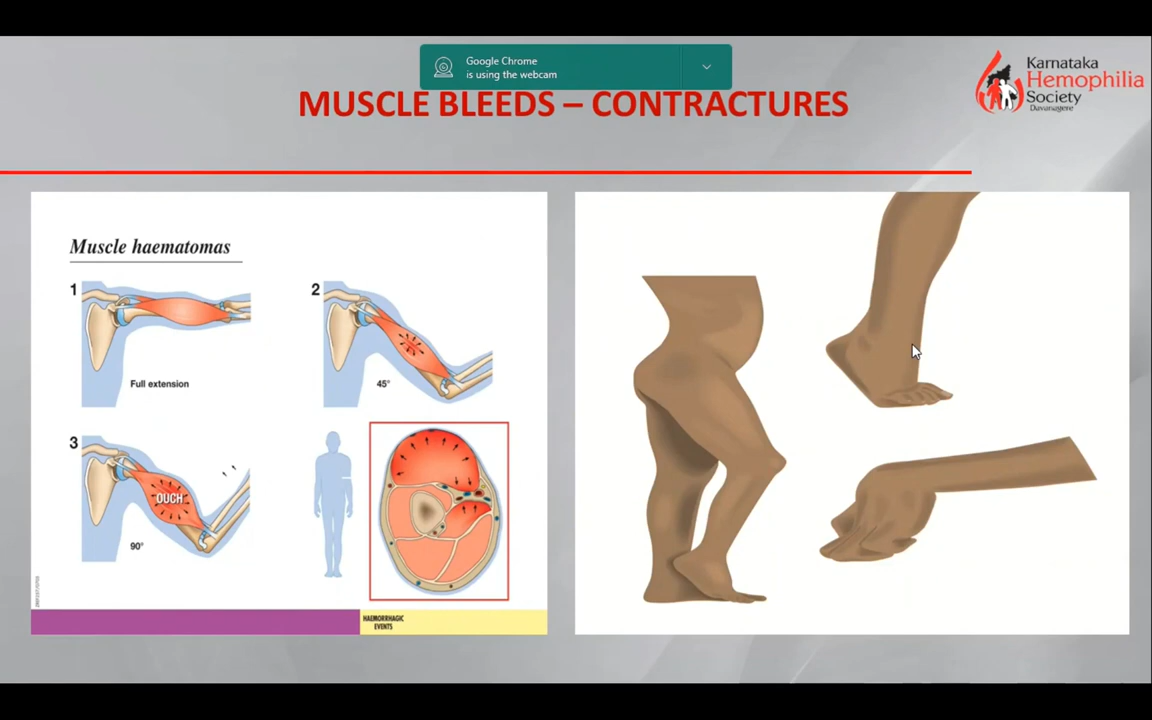 Google Chrome
is using the webcam
Karnataka
Hemophilia
Society
Davanagere
MUSCLE BLEEDS – CONTRACTURES
Muscle haematomas
1
2
Full extension
45°
3
OUCH
90°
HAEMORRHAGIC
EVENTS